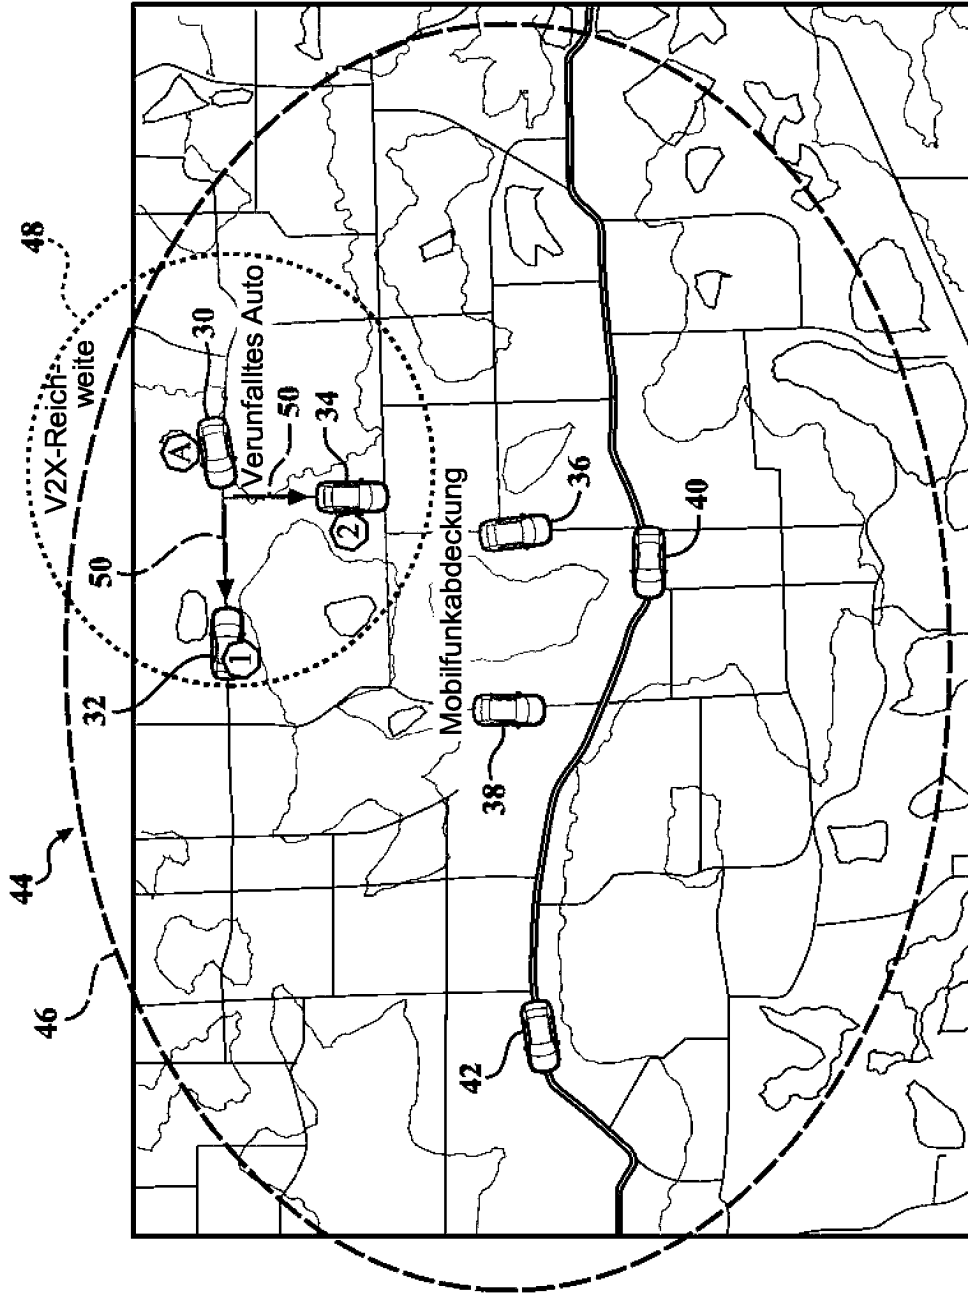 48
V2X-Reich-
weite
30
A
Verunfalltes Auto
50
34
2
50
1
32
Mobilfunkabdeckung
36
40
38
44
46
42